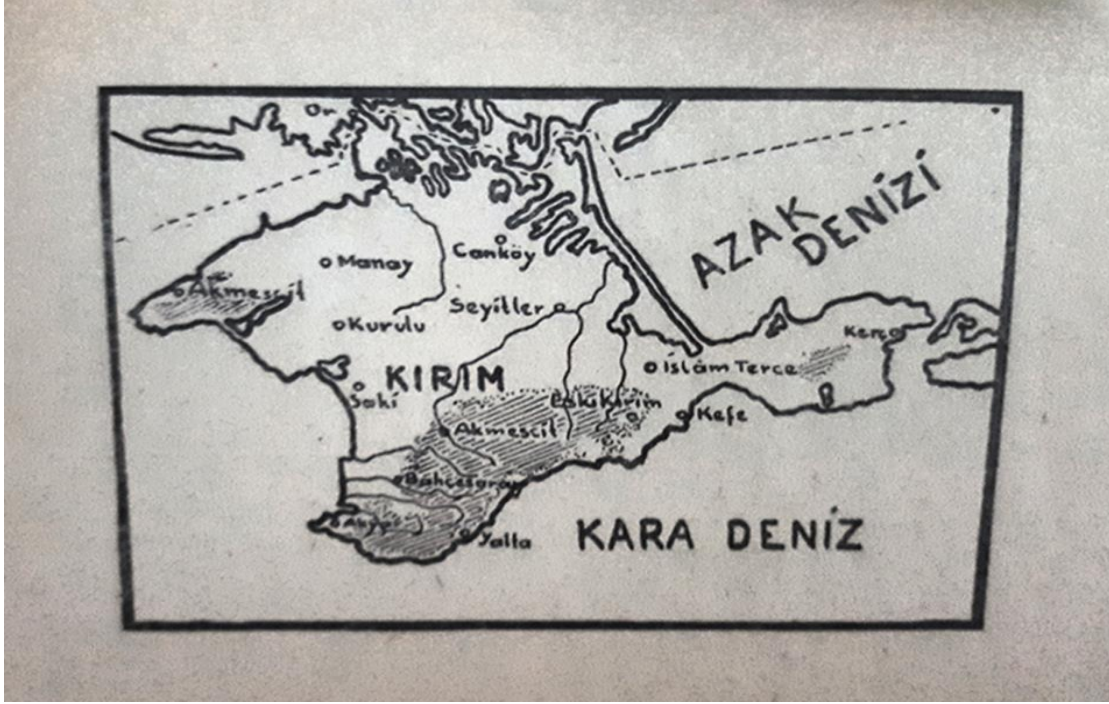 Or
AZAK
DENİZİ
Canköy
Manay
Akmescit
Seyitler
Kurulu
Kerç
İslâm Terce
KIRIM
Saki
Eski Kırım
Kefe
Akmescit
Bahçesaray
Yalta
KARA DENİZ